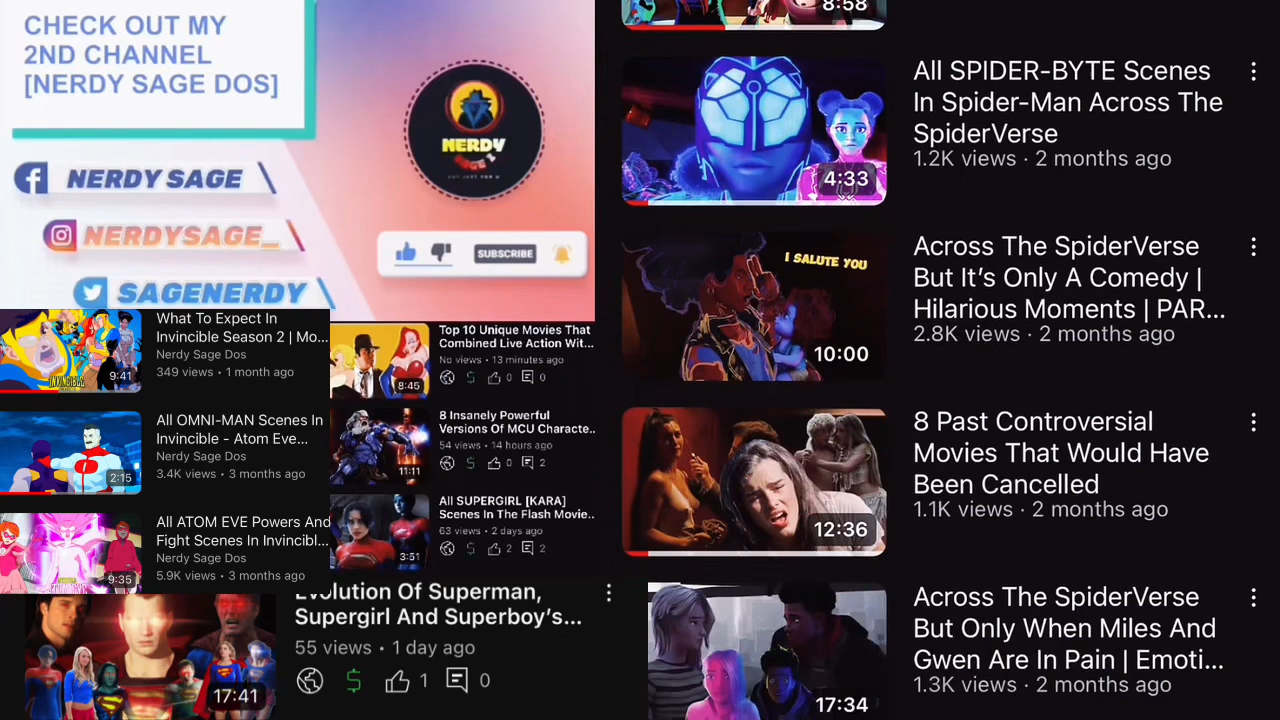 CHECK OUT MY
2ND CHANNEL
[NERDY SAGE DOS]
NERDY
SAGE
NERDY SAGE
NERDYSAGE_
SAGENERDY
SUBSCRIBE
What To Expect In
Invincible Season 2 | Mo...
Nerdy Sage Dos
349 views • 1 month ago
9:41
INVINCIBLE
All OMNI-MAN Scenes In
Invincible - Atom Eve...
Nerdy Sage Dos
3.4K views • 3 months ago
2:15
All ATOM EVE Powers And
Fight Scenes In Invincibl...
Nerdy Sage Dos
5.9K views • 3 months ago
9:35
Top 10 Unique Movies That
Combined Live Action Wit...
No views • 13 minutes ago
0 0
8:45
8 Insanely Powerful
Versions Of MCU Characte..
54 views • 14 hours ago
0 2
11:11
All SUPERGIRL [KARA]
Scenes In The Flash Movie..
63 views • 2 days ago
2 2
3:51
Evolution Of Superman,
Supergirl And Superboy's...
55 views • 1 day ago
$ 1 0
17:41
8:58
All SPIDER-BYTE Scenes
In Spider-Man Across The
SpiderVerse
1.2K views · 2 months ago
4:33
Across The SpiderVerse
But It's Only A Comedy |
Hilarious Moments | PAR...
2.8K views · 2 months ago
I SALUTE YOU
10:00
8 Past Controversial
Movies That Would Have
Been Cancelled
1.1K views · 2 months ago
12:36
Across The SpiderVerse
But Only When Miles And
Gwen Are In Pain | Emoti...
1.3K views · 2 months ago
17:34